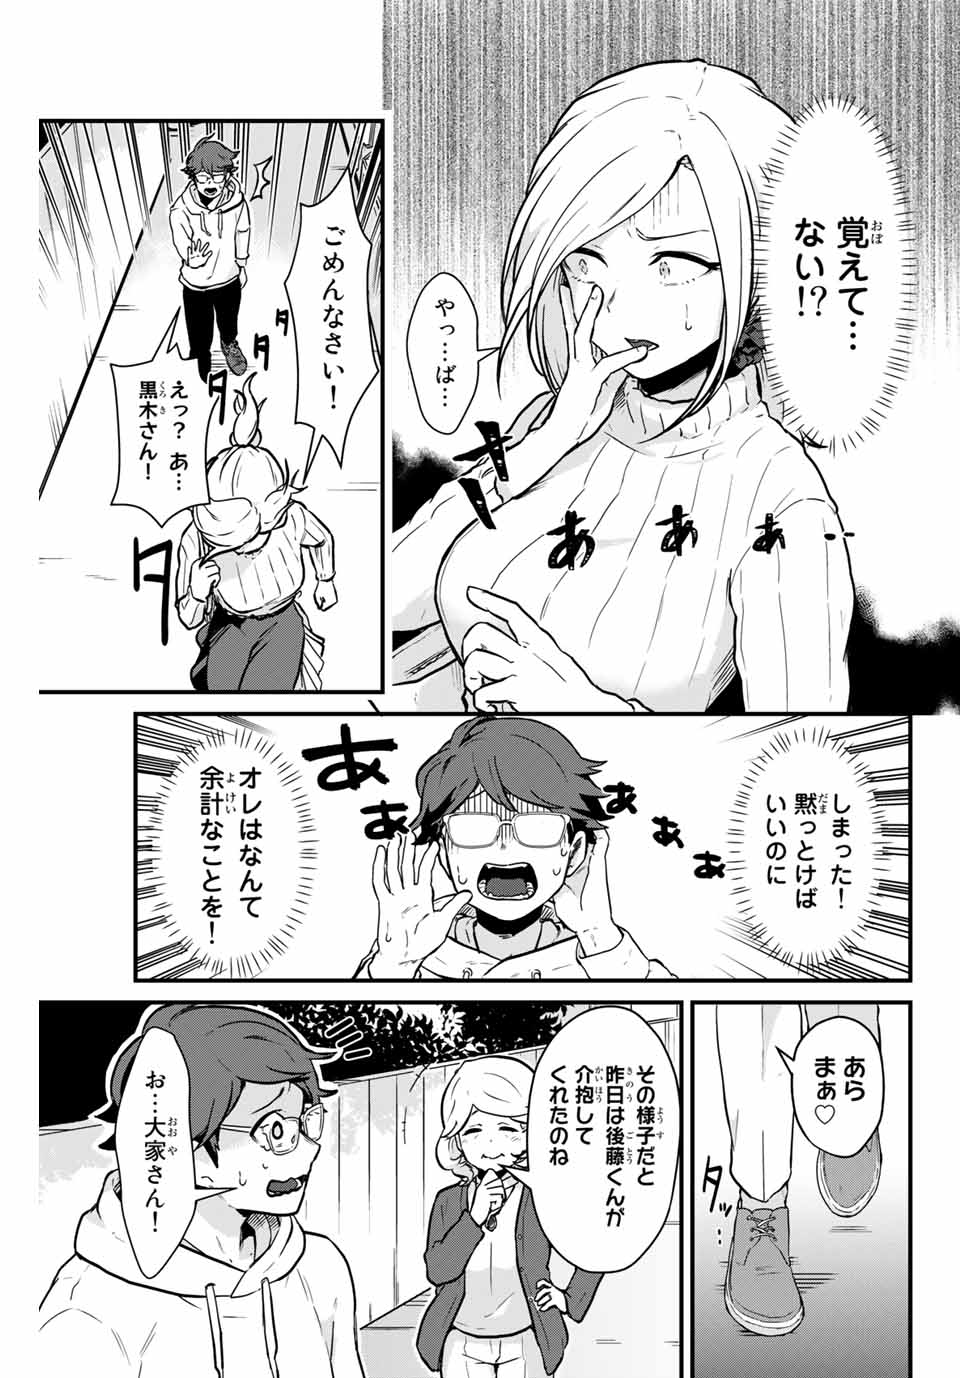 覚えて…
ない!?
やっ…ば…
あ
あ
あ
ごめんなさい!
えっ?あ…
黒木さん!
タ
タ
しまった!
黙っとけば
いいのに
あ
あ
あ
あ
あ
あ
オレはなんて
余計なことを!
あら
まぁ♡
タッ
その様子だと
昨日は後藤くんが
介抱して
くれたのね
お…大家さん!